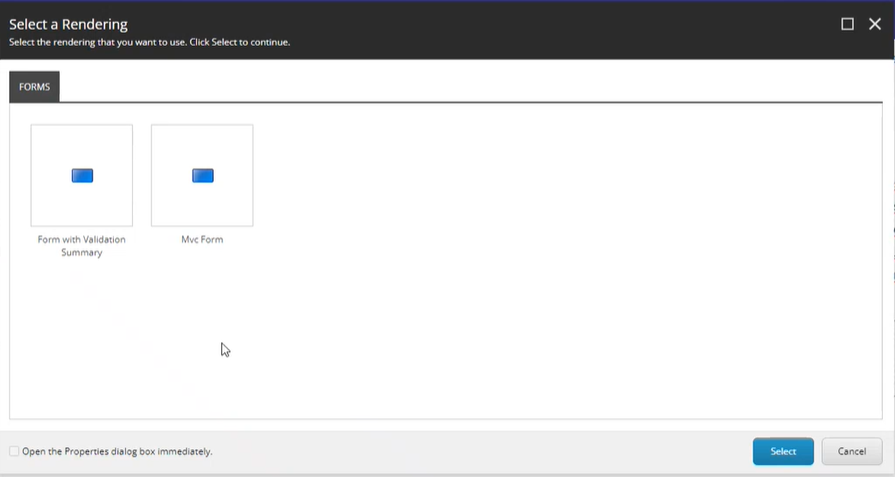 Select a Rendering
Select the rendering that you want to use. Click Select to continue.
FORMS
Form with Validation
Summary
Mvc Form
Open the Properties dialog box immediately.
Select
Cancel